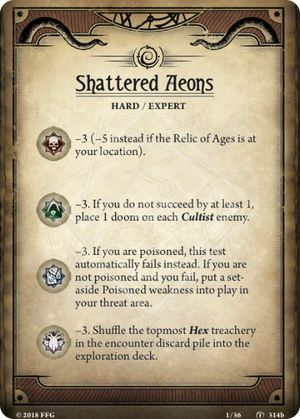 Shattered Aeons
HARD / EXPERT
–3 (–5 instead if the Relic of Ages is at
your location).
–3. If you do not succeed by at least 1,
place 1 doom on each Cultist enemy.
–3. If you are poisoned, this test
automatically fails instead. If you are
not poisoned and you fail, put a set-
aside Poisoned weakness into play in
your threat area.
–3. Shuffle the topmost Hex treachery
in the encounter discard pile into the
exploration deck.
© 2018 FFG 1/36 314b